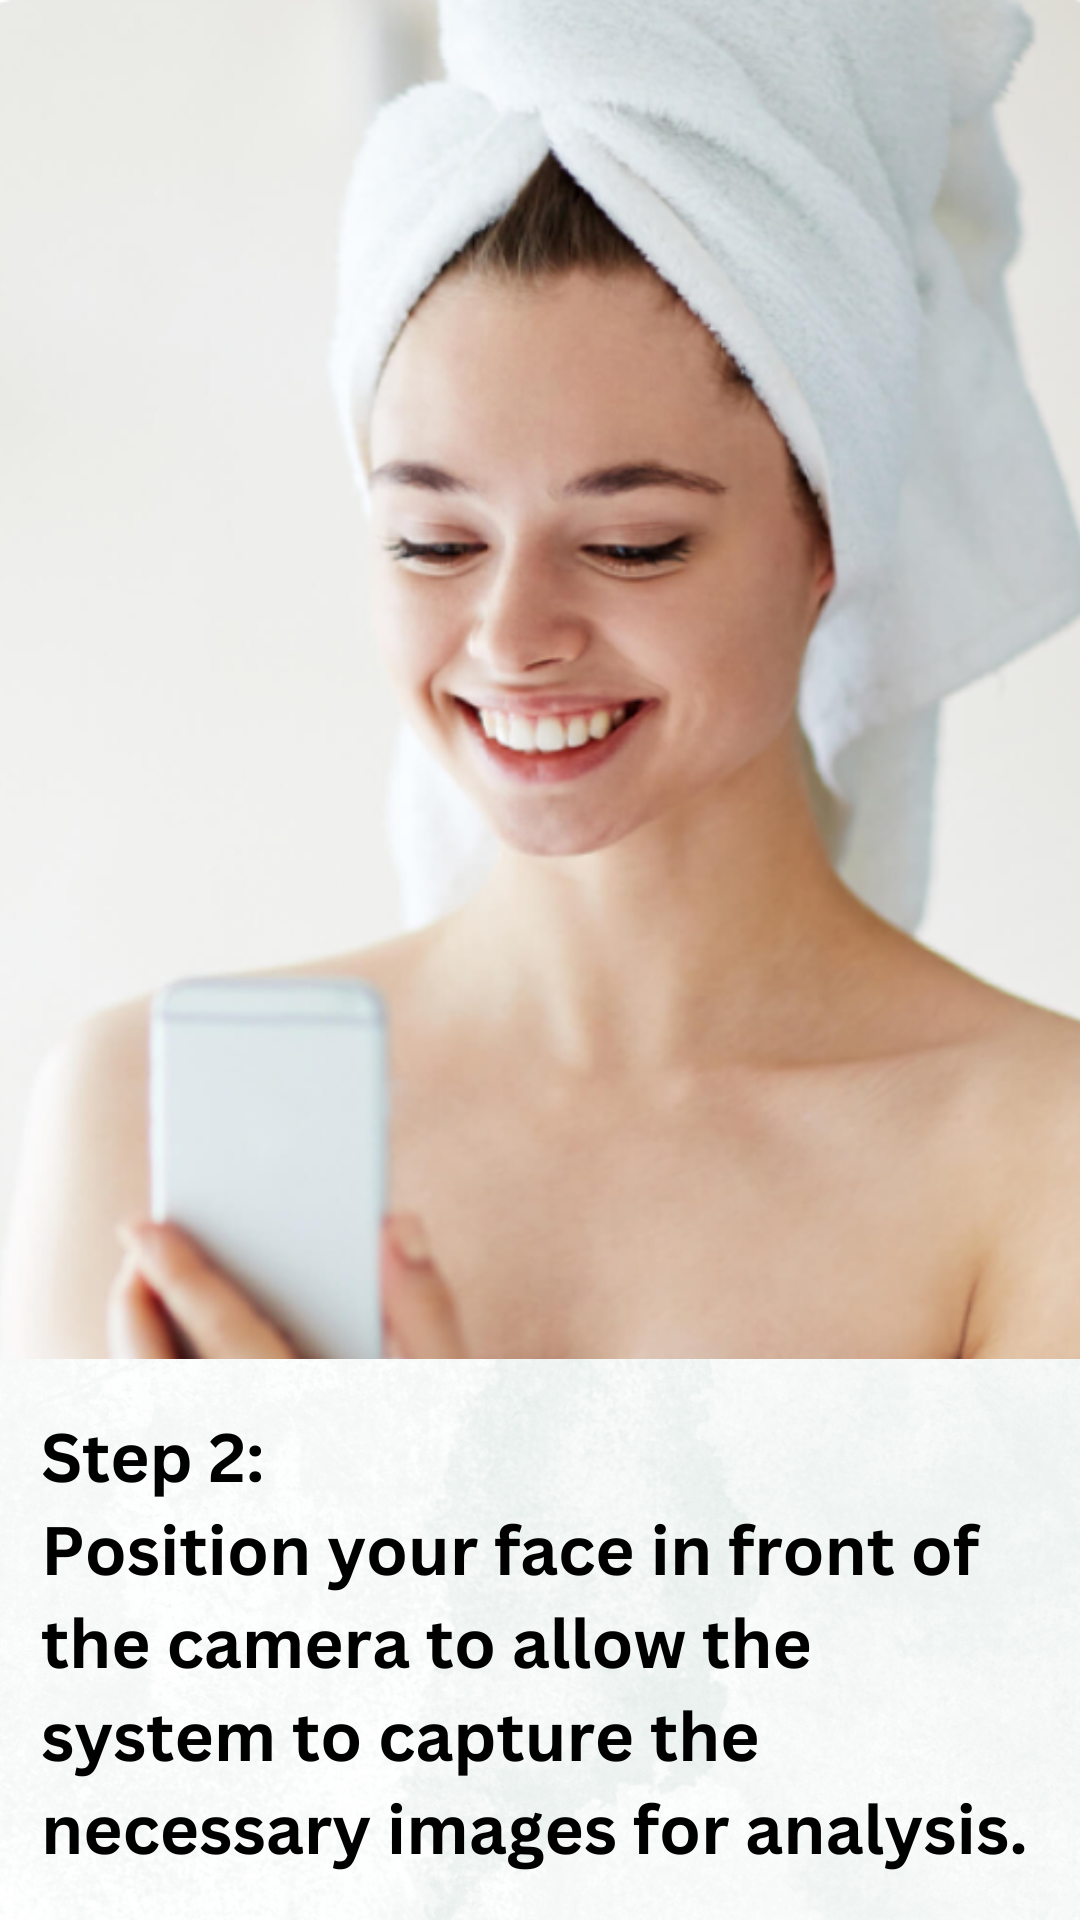 Step 2:
Position your face in front of
the camera to allow the
system to capture the
necessary images for analysis.